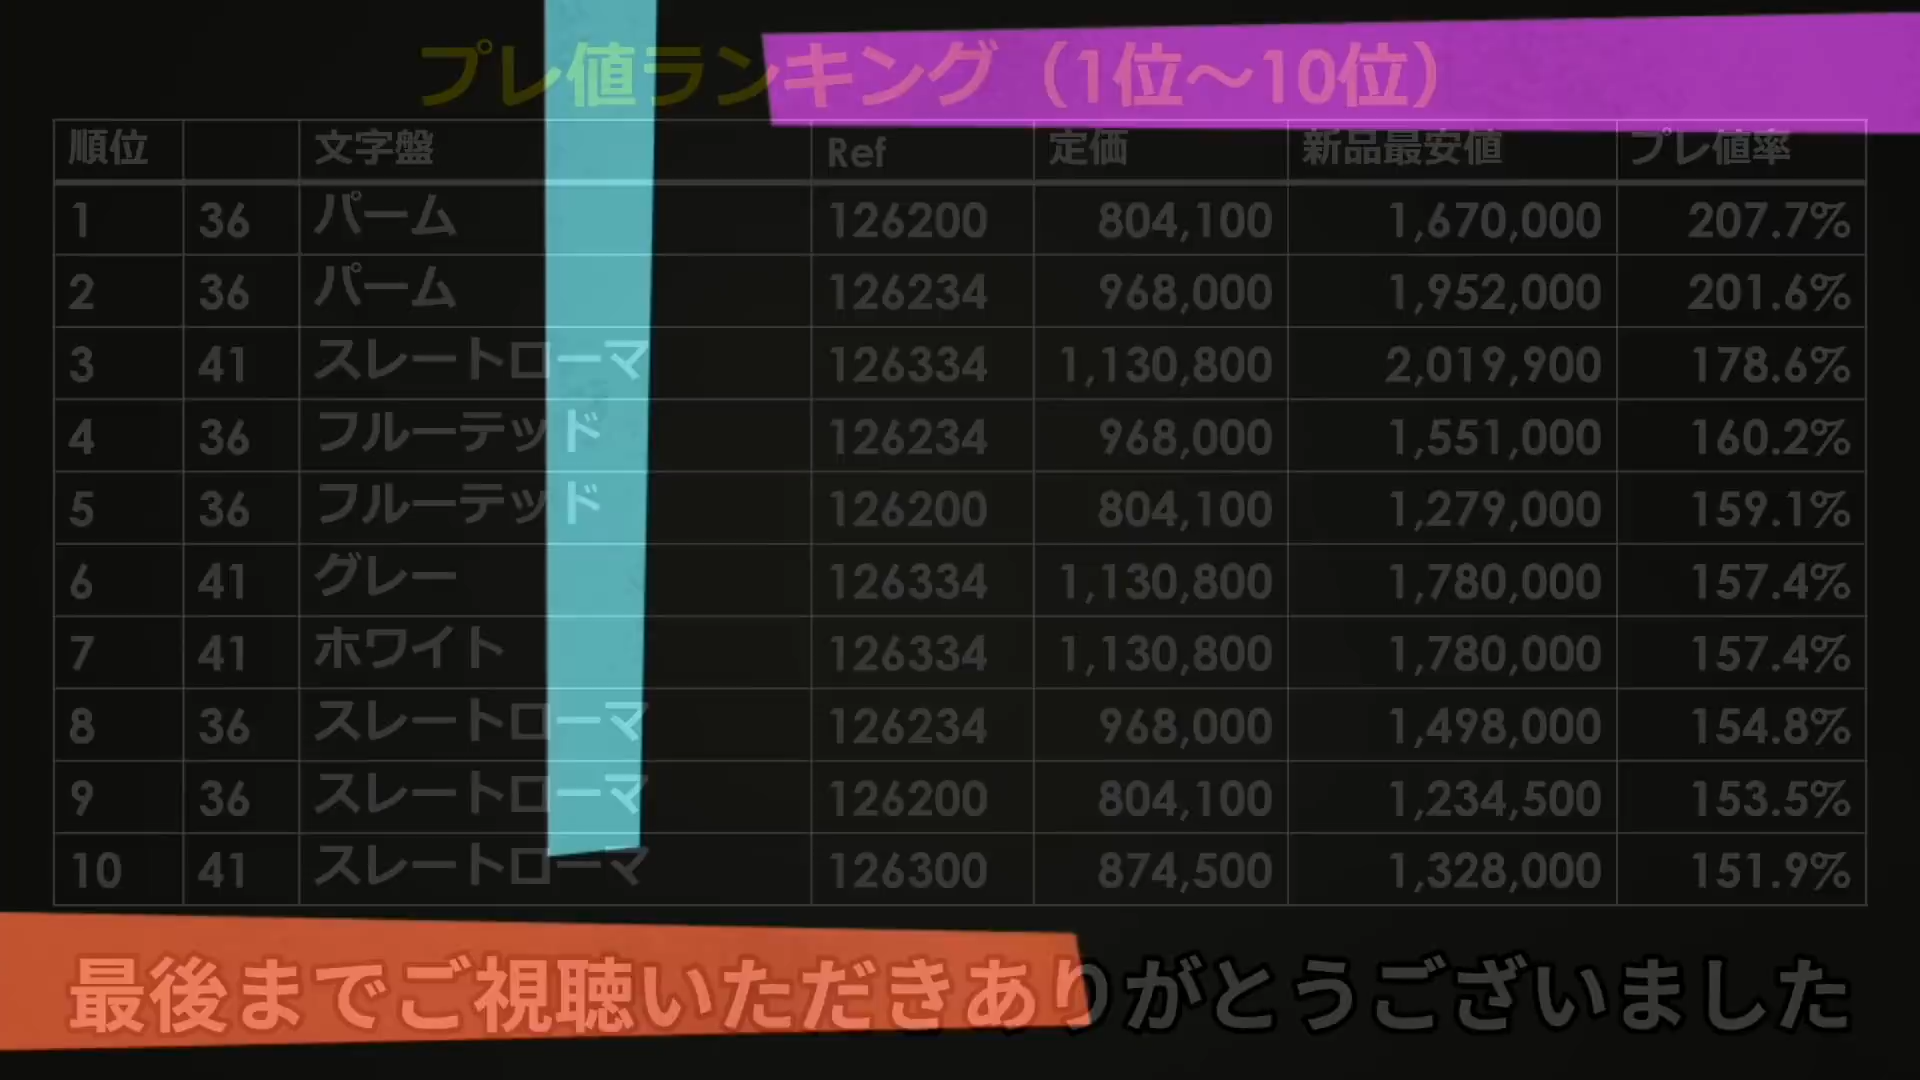 プレ値ランキング（1位～10位）
順位 文字盤 Ref 定価 新品最安値 プレ値率
1 36 パーム 126200 804,100 1,670,000 207.7%
2 36 パーム 126234 968,000 1,952,000 201.6%
3 41 スレートローマ 126334 1,130,800 2,019,900 178.6%
4 36 フルーテッド 126234 968,000 1,551,000 160.2%
5 36 フルーテッド 126200 804,100 1,279,000 159.1%
6 41 グレー 126334 1,130,800 1,780,000 157.4%
7 41 ホワイト 126334 1,130,800 1,780,000 157.4%
8 36 スレートローマ 126234 968,000 1,498,000 154.8%
9 36 スレートローマ 126200 804,100 1,234,500 153.5%
10 41 スレートローマ 126300 874,500 1,328,000 151.9%
最後までご視聴いただきありがとうございました